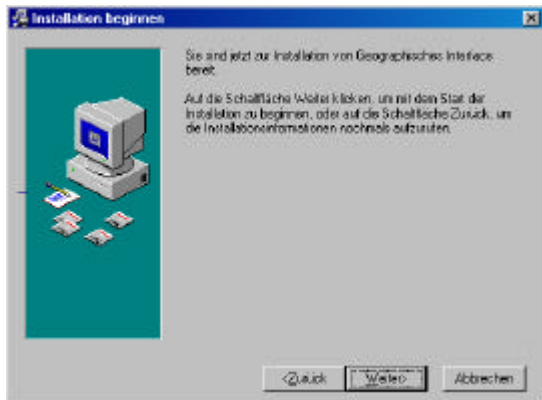 Installation beginnen
Sie sind jetzt zur Installation von Geographisches Interface
bereit.
Auf die Schaltfläche Weiter klicken, um mit dem Start der
Installation zu beginnen, oder auf die Schaltfläche Zurück, um
die Installationsinformationen nochmals aufzurufen.
<Zurück
Weiter>
Abbrechen